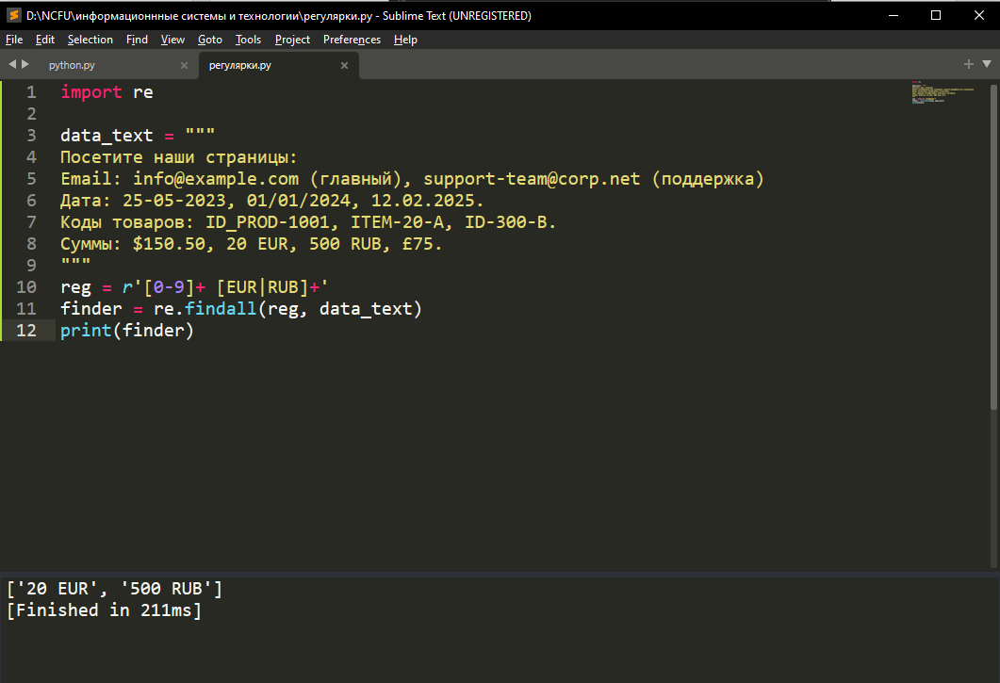 D:\NCFU\информационнные системы и технологии\регулярки.py - Sublime Text (UNREGISTERED)
File Edit Selection Find View Goto Tools Project Preferences Help
python.py × регулярки.py ×
1 import re
2
3 data_text = """
4 Посетите наши страницы:
5 Email: info@example.com (главный), support-team@corp.net (поддержка)
6 Дата: 25-05-2023, 01/01/2024, 12.02.2025.
7 Коды товаров: ID_PROD-1001, ITEM-20-A, ID-300-B.
8 Суммы: $150.50, 20 EUR, 500 RUB, £75.
9 """
10 reg = r'[0-9]+ [EUR|RUB]+'
11 finder = re.findall(reg, data_text)
12 print(finder)
['20 EUR', '500 RUB']
[Finished in 211ms]